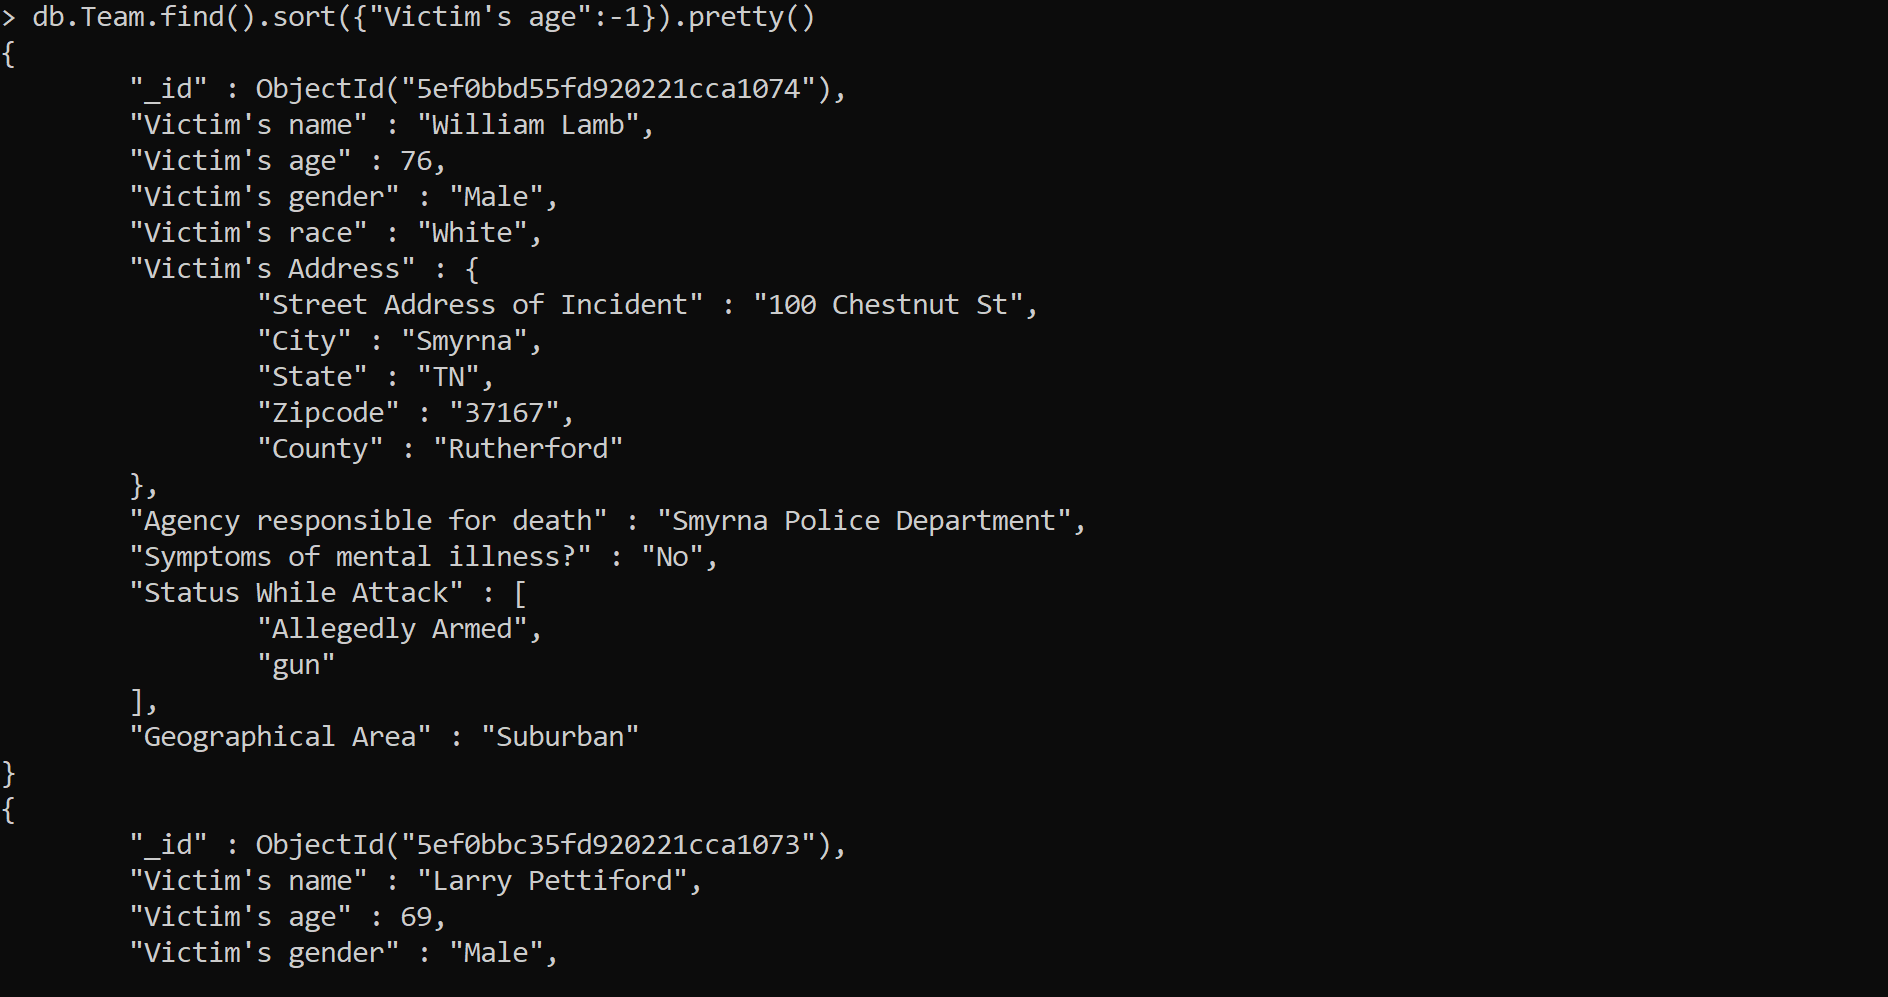 > db.Team.find().sort({"Victim's age":-1}).pretty()
{
        "_id" : ObjectId("5ef0bbd55fd920221cca1074"),
        "Victim's name" : "William Lamb",
        "Victim's age" : 76,
        "Victim's gender" : "Male",
        "Victim's race" : "White",
        "Victim's Address" : {
                "Street Address of Incident" : "100 Chestnut St",
                "City" : "Smyrna",
                "State" : "TN",
                "Zipcode" : "37167",
                "County" : "Rutherford"
        },
        "Agency responsible for death" : "Smyrna Police Department",
        "Symptoms of mental illness?" : "No",
        "Status While Attack" : [
                "Allegedly Armed",
                "gun"
        ],
        "Geographical Area" : "Suburban"
}
{
        "_id" : ObjectId("5ef0bbc35fd920221cca1073"),
        "Victim's name" : "Larry Pettiford",
        "Victim's age" : 69,
        "Victim's gender" : "Male",